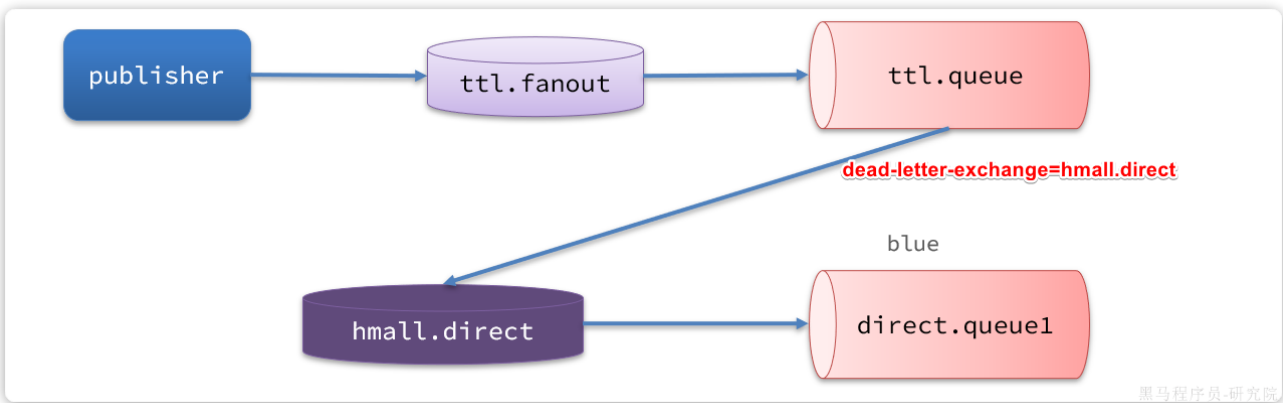 publisher
ttl.fanout
ttl.queue
dead-letter-exchange=hmall.direct
blue
hmall.direct
direct.queue1
黑马程序员-研究院